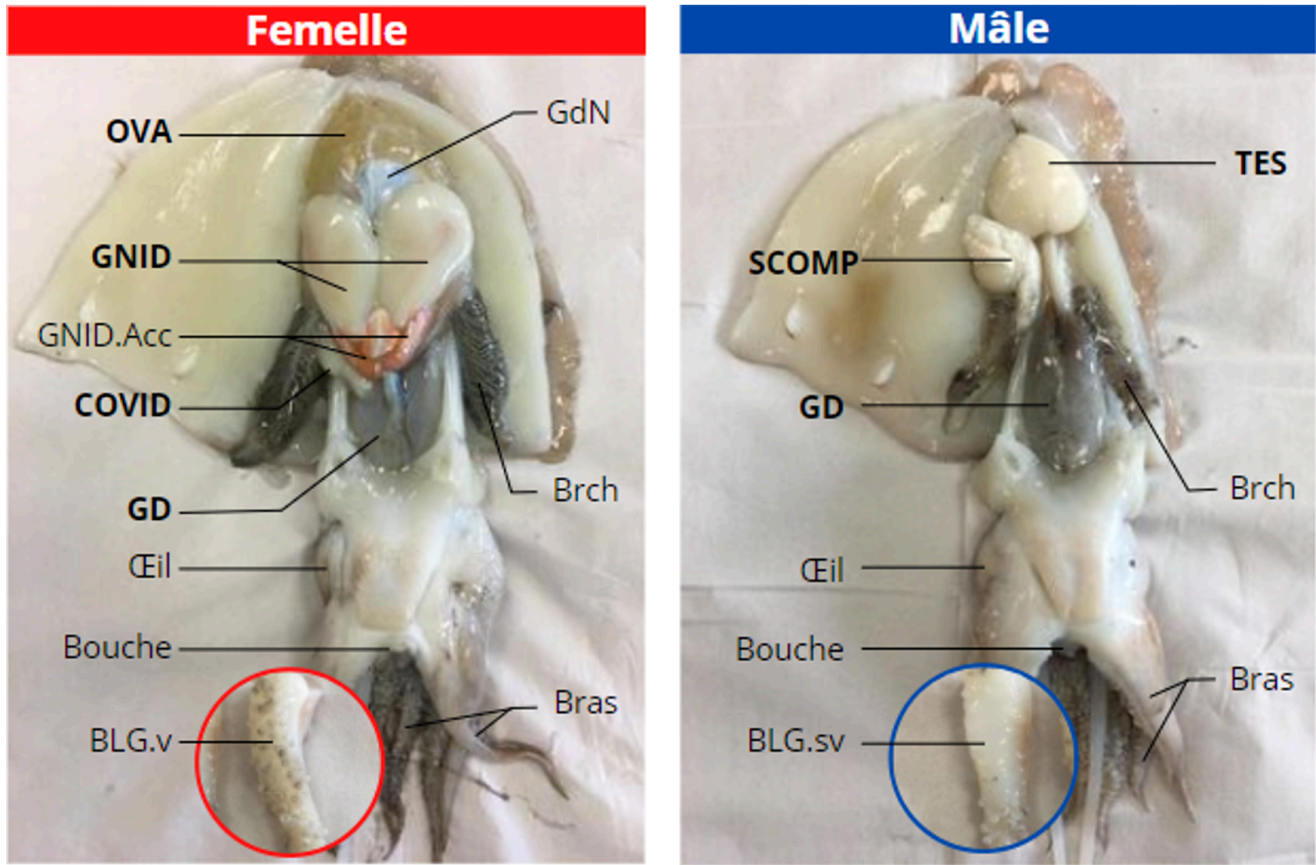 Femelle
OVA
GdN
GNID
GNID.Acc
COVID
GD
Brch
Œil
Bouche
Bras
BLG.v
Mâle
TES
SCOMP
GD
Brch
Œil
Bouche
Bras
BLG.sv